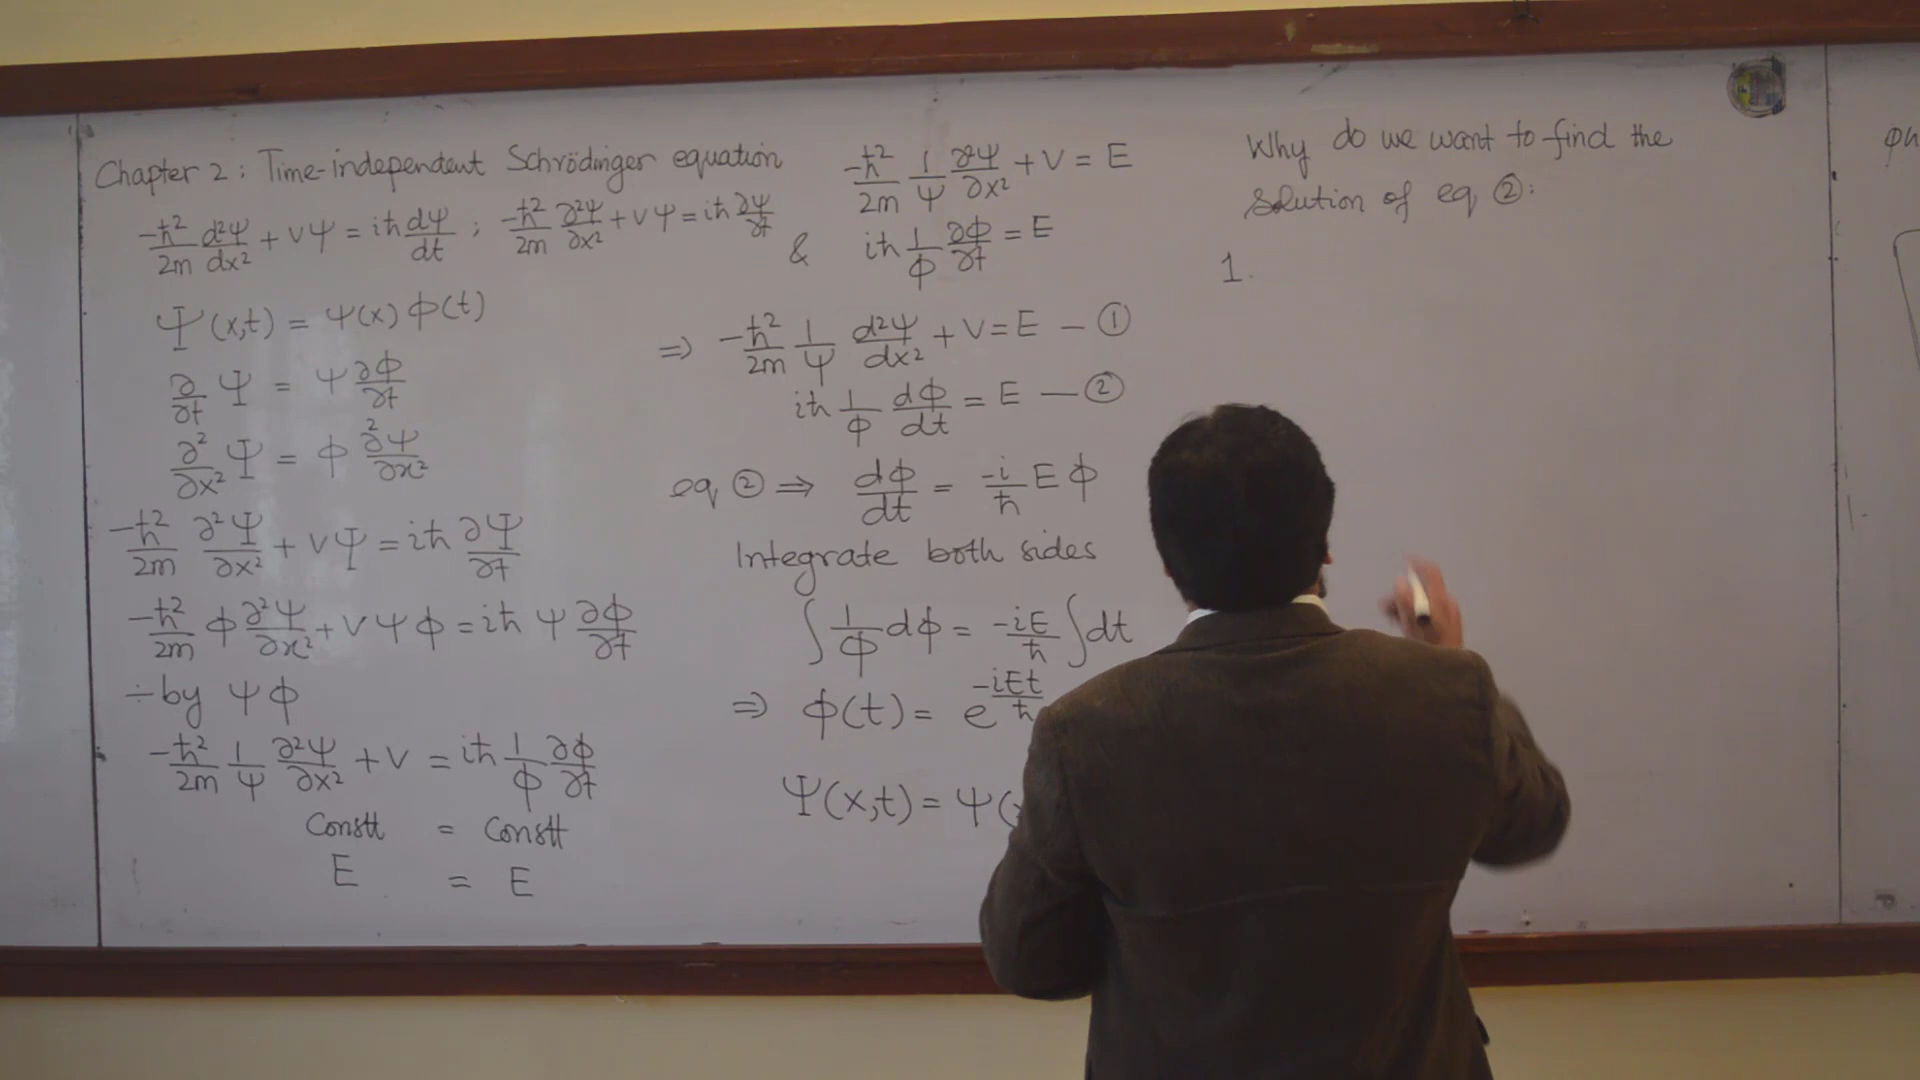 Chapter 2: Time-independent Schrödinger equation
-ħ²/2m d²Ψ/dx² + VΨ = iħ dΨ/dt ; -ħ²/2m ∂²Ψ/∂x² + VΨ = iħ ∂Ψ/∂t
Ψ(x,t) = ψ(x) ϕ(t)
∂/∂t Ψ = ψ ∂ϕ/∂t
∂²/∂x² Ψ = ϕ ∂²ψ/∂x²
-ħ²/2m ∂²Ψ/∂x² + VΨ = iħ ∂Ψ/∂t
-ħ²/2m ϕ ∂²ψ/∂x² + Vψϕ = iħ ψ ∂ϕ/∂t
÷ by ψϕ
-ħ²/2m 1/ψ ∂²ψ/∂x² + V = iħ 1/ϕ ∂ϕ/∂t
Constt = Constt
E = E
-ħ²/2m 1/ψ ∂²ψ/∂x² + V = E
& iħ 1/ϕ ∂ϕ/∂t = E
⇒ -ħ²/2m 1/ψ d²ψ/dx² + V = E — ①
iħ 1/ϕ dϕ/dt = E — ②
eq ② ⇒ dϕ/dt = -i/ħ E ϕ
Integrate both sides
∫ 1/ϕ dϕ = -iE/ħ ∫ dt
⇒ ϕ(t) = e^(-iEt/ħ)
Ψ(x,t) = ψ(
Why do we want to find the
solution of eq ②:
1.